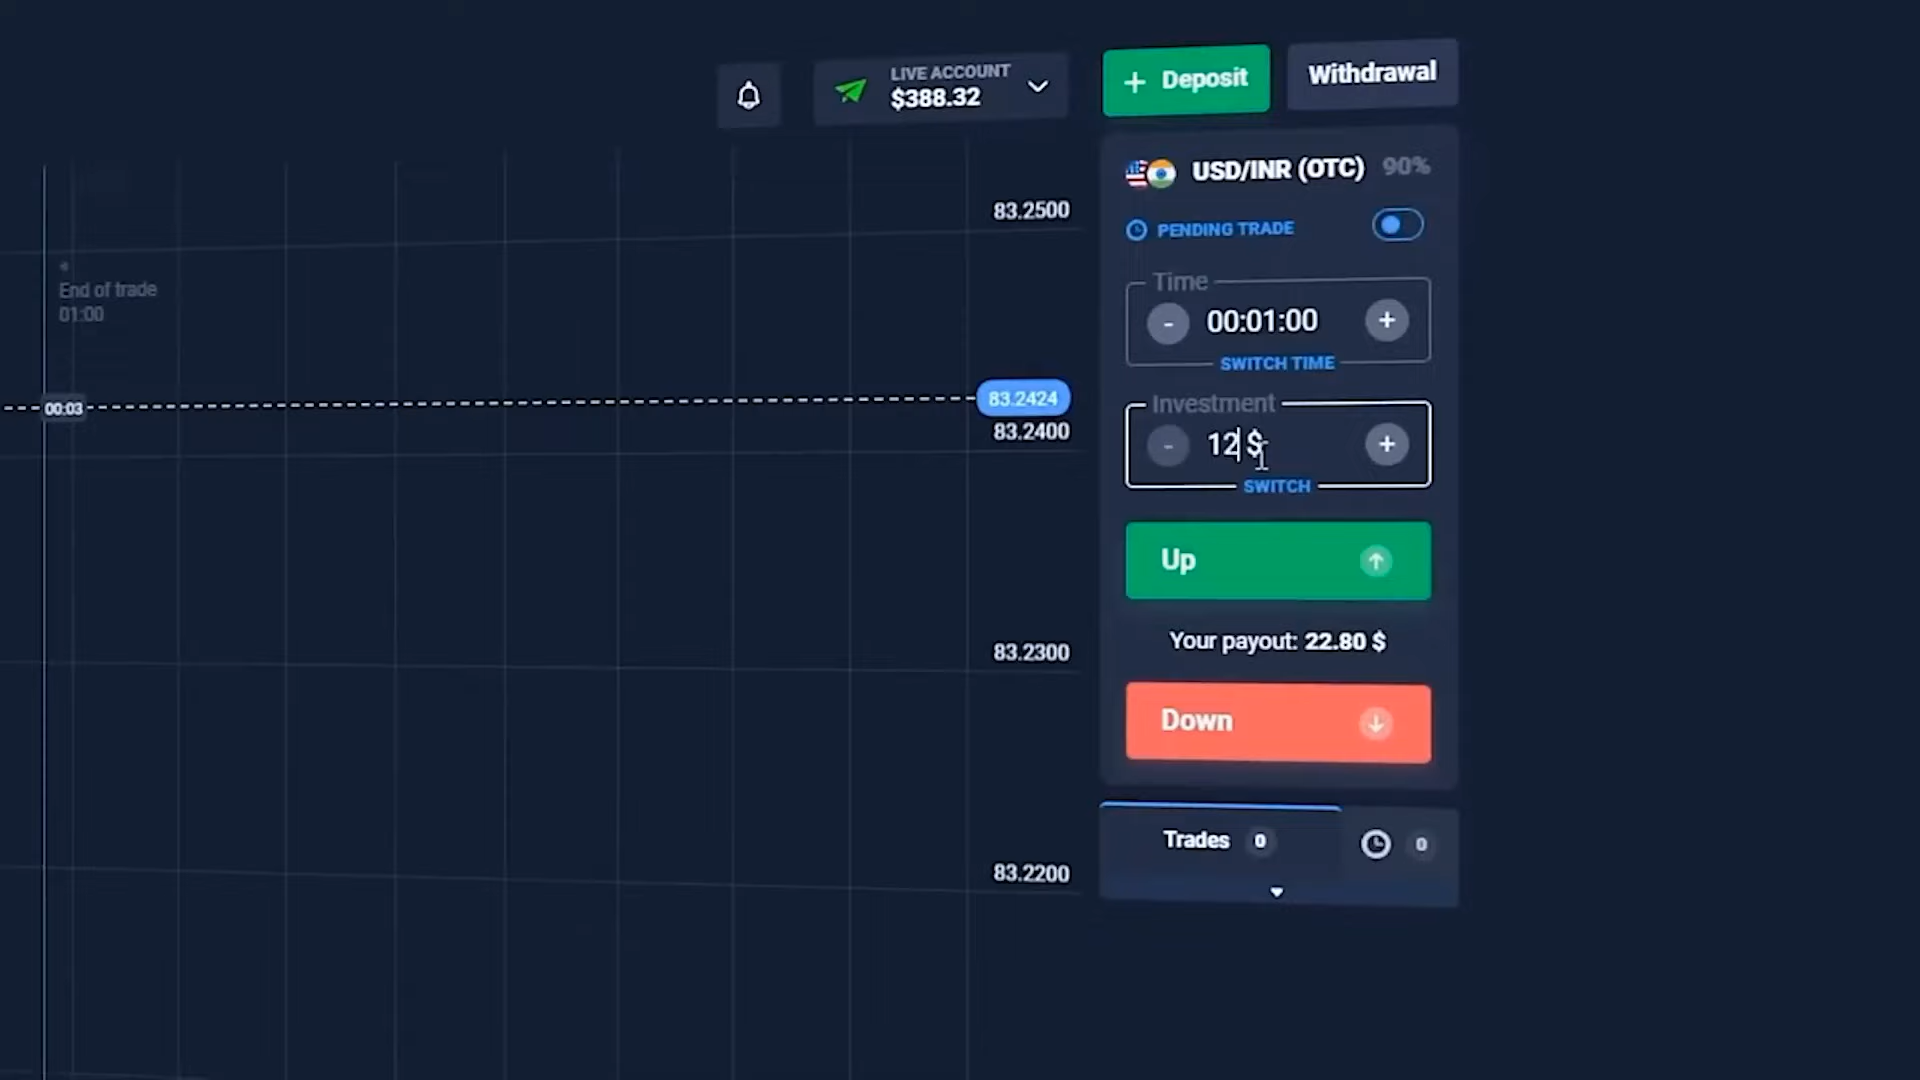 LIVE ACCOUNT
$388.32
+ Deposit
Withdrawal
USD/INR (OTC) 90%
PENDING TRADE
Time
- 00:01:00 +
SWITCH TIME
Investment
- 12 $ +
SWITCH
Up
Your payout: 22.80 $
Down
Trades 0
0
83.2500
End of trade
01:00
00:03
83.2424
83.2400
83.2300
83.2200